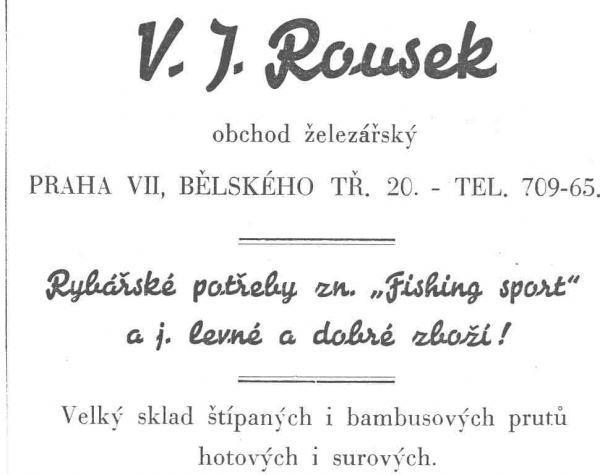 V. J. Rousek
obchod železářský
PRAHA VII, BĚLSKÉHO TŘ. 20. - TEL. 709-65.
Rybářské potřeby zn. „Fishing sport“
a j. levné a dobré zboží!
Velký sklad štípaných i bambusových prutů
hotových i surových.